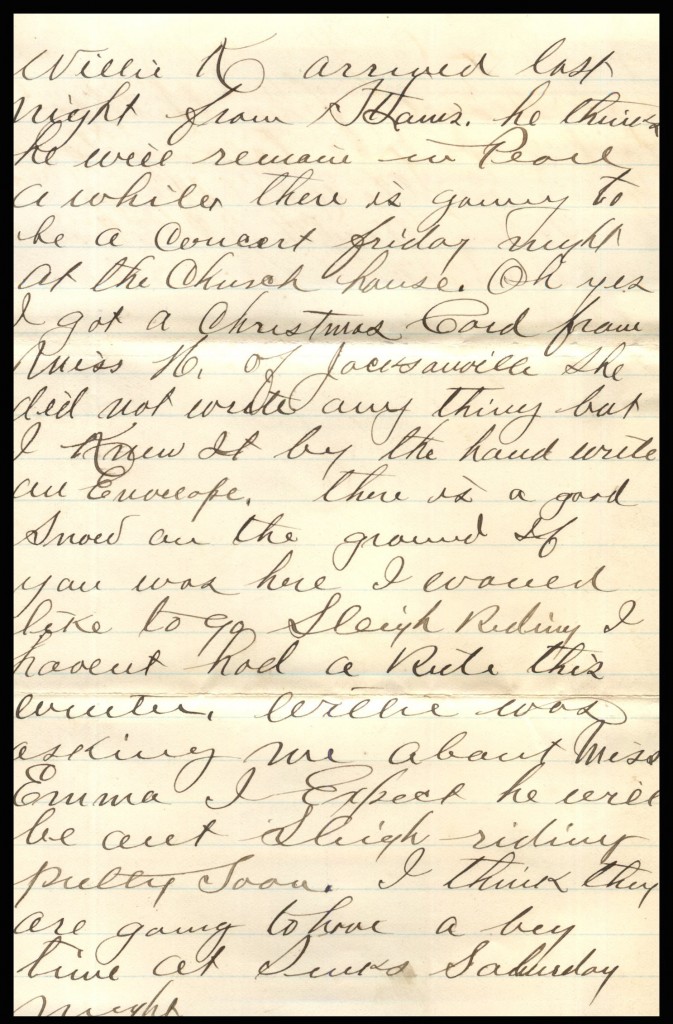 Willie K arrived last
night from he thinks
he will remain in Pearl
a while, there is gowing to
be a Concert friday night
at the Church house. Oh yes
I got a Christmas Card from
Miss H. of Jacksonville she
did not write any thing but
I Knew It by the hand write
on Envelope. there is a good
Snow on the ground If
you was here I would
like to go Sleigh Riding I
havent had a Ride this
winter. Willie was
asking me about Miss
Emma I Expect he will
be out Sleigh riding
pretty Soon. I think they
are going to have a big
time at Saturday
night